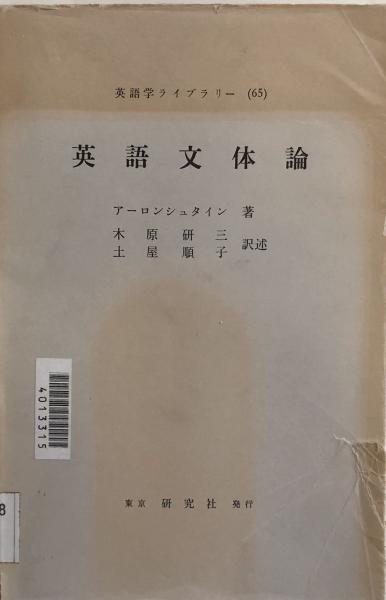 英語学ライブラリー (65)
英語文体論
アーロンシュタイン 著
木原研三
土屋順子 訳述
4013315
8
東京 研究社 発行